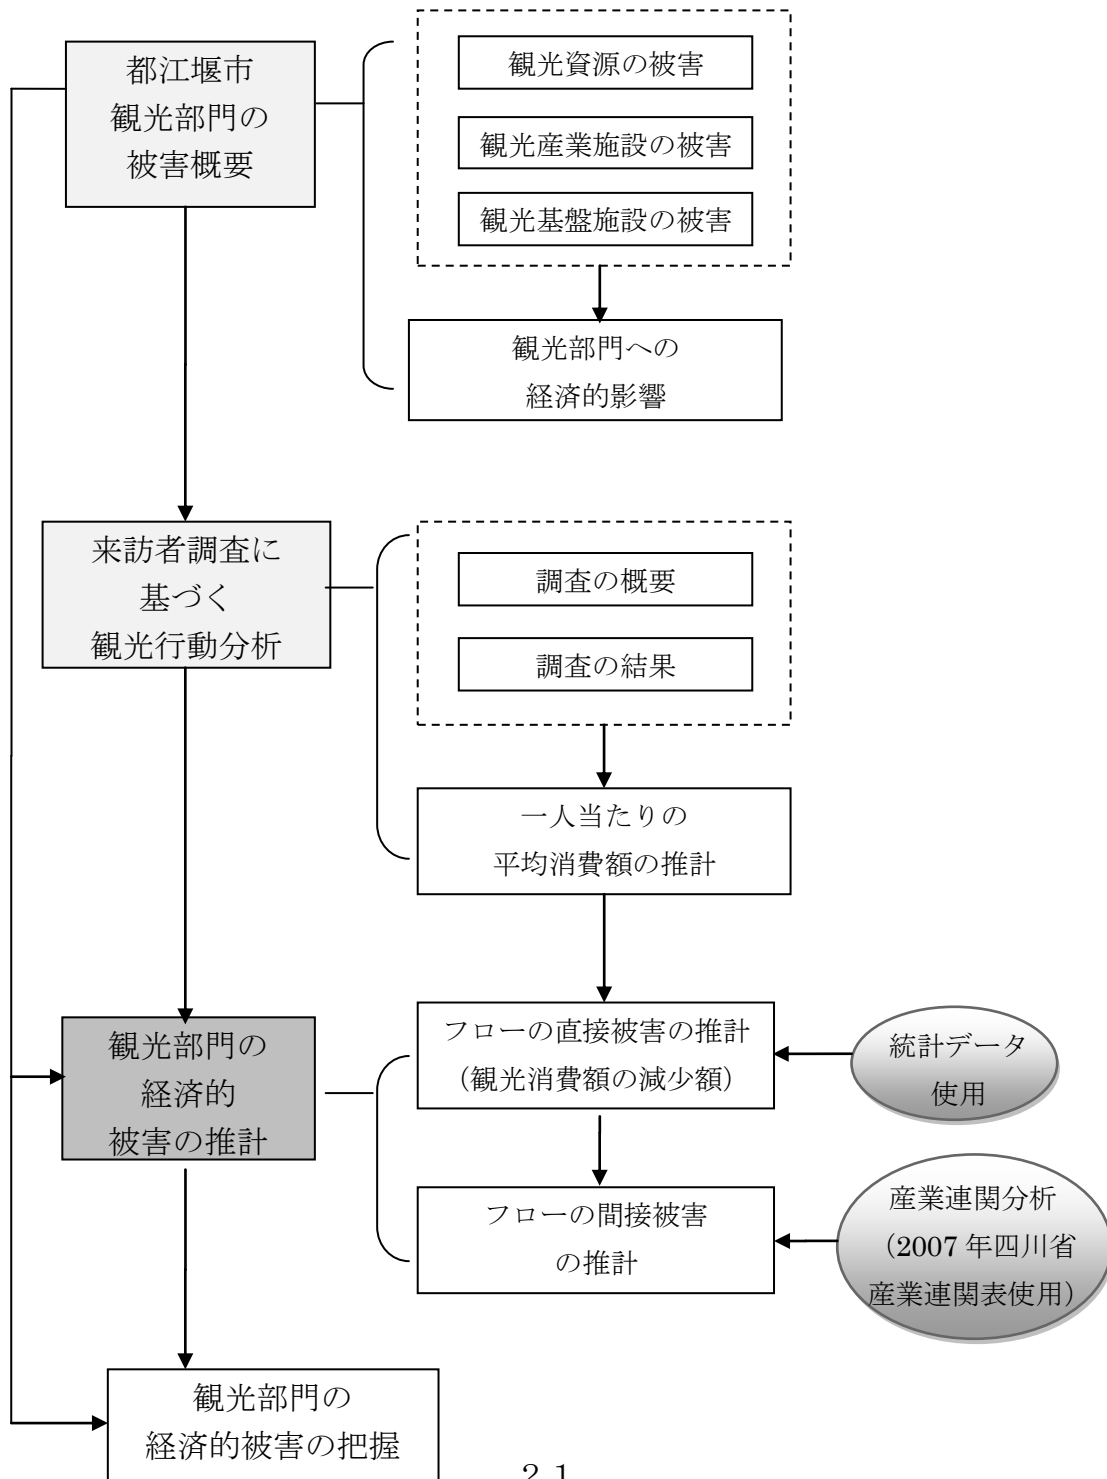 都江堰市
観光部門の
被害概要
観光資源の被害
観光産業施設の被害
観光基盤施設の被害
観光部門への
経済的影響
来訪者調査に
基づく
観光行動分析
調査の概要
調査の結果
一人当たりの
平均消費額の推計
観光部門の
経済的
被害の推計
フローの直接被害の推計
（観光消費額の減少額）
統計データ
使用
フローの間接被害
の推計
産業連関分析
（2007 年四川省
産業連関表使用）
観光部門の
経済的被害の把握
２１